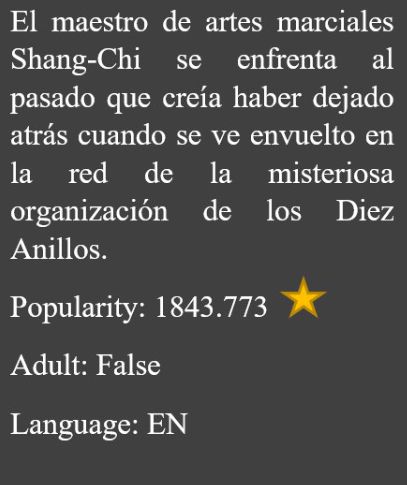 El maestro de artes marciales
Shang-Chi se enfrenta al
pasado que creía haber dejado
atrás cuando se ve envuelto en
la red de la misteriosa
organización de los Diez
Anillos.
Popularity: 1843.773
Adult: False
Language: EN